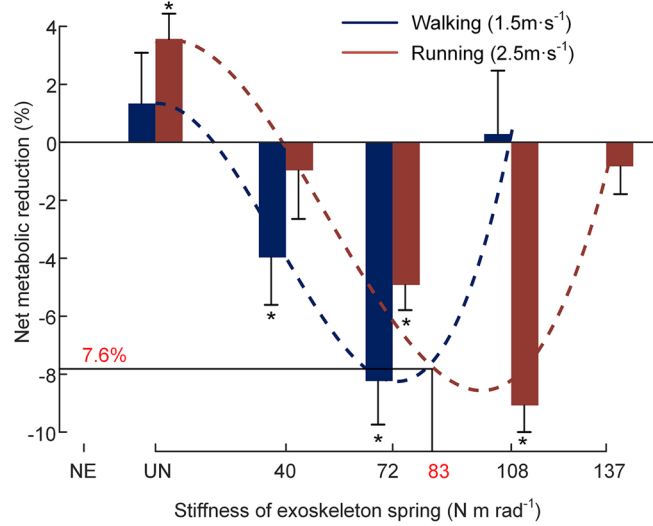 Walking (1.5m·s⁻¹)
Running (2.5m·s⁻¹)
Net metabolic reduction (%)
4
2
0
-2
-4
-6
-8
-10
7.6%
*
*
*
*
*
NE UN 40 72 83 108 137
Stiffness of exoskeleton spring (N m rad⁻¹)